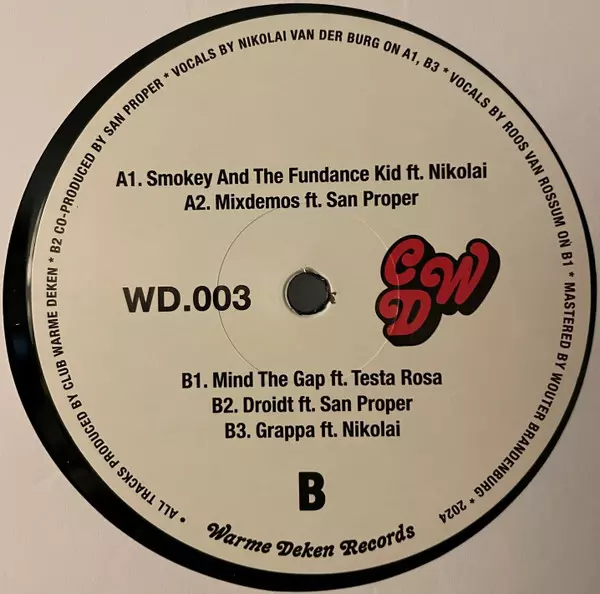 • ALL TRACKS PRODUCED BY CLUB WARME DEKEN * B2 CO-PRODUCED BY SAN PROPER * VOCALS BY NIKOLAI VAN DER BURG ON A1, B3 * VOCALS BY ROOS VAN ROSSUM ON B1 * MASTERED BY WOUTER BRANDENBURG * 2024
A1. Smokey And The Fundance Kid ft. Nikolai
A2. Mixdemos ft. San Proper
WD.003
C
W
D
B1. Mind The Gap ft. Testa Rosa
B2. Droidt ft. San Proper
B3. Grappa ft. Nikolai
B
Warme Deken Records